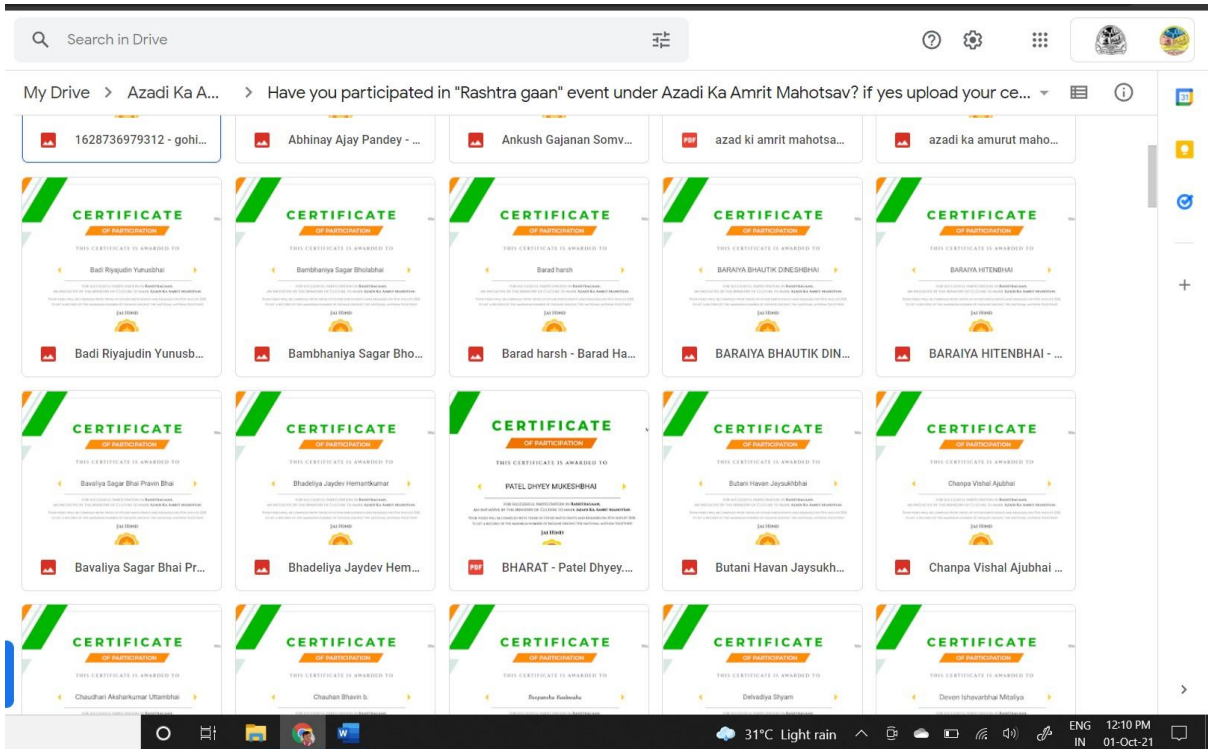 Search in Drive
My Drive > Azadi Ka A... > Have you participated in "Rashtra gaan" event under Azadi Ka Amrit Mahotsav? if yes upload your ce...
31
1628736979312 - gohi...
Abhinay Ajay Pandey - ...
Ankush Gajanan Somv...
PDF azad ki amrit mahotsa...
azadi ka amurut maho...
CERTIFICATE CERTIFICATE CERTIFICATE CERTIFICATE CERTIFICATE
OF PARTICIPATION OF PARTICIPATION OF PARTICIPATION OF PARTICIPATION OF PARTICIPATION
THIS CERTIFICATE IS AWARDED TO THIS CERTIFICATE IS AWARDED TO THIS CERTIFICATE IS AWARDED TO THIS CERTIFICATE IS AWARDED TO THIS CERTIFICATE IS AWARDED TO
Badi Riyajudin Yunusbhai Bambhaniya Sagar Bholabhai Barad harsh BARAIYA BHAUTIK DINESHBHAI BARAIYA HITENBHAI
JAI HIND! JAI HIND! JAI HIND! JAI HIND! JAI HIND!
Badi Riyajudin Yunusb...
Bambhaniya Sagar Bho...
Barad harsh - Barad Ha...
BARAIYA BHAUTIK DIN...
BARAIYA HITENBHAI - ...
CERTIFICATE CERTIFICATE CERTIFICATE CERTIFICATE CERTIFICATE
OF PARTICIPATION OF PARTICIPATION OF PARTICIPATION OF PARTICIPATION OF PARTICIPATION
THIS CERTIFICATE IS AWARDED TO THIS CERTIFICATE IS AWARDED TO THIS CERTIFICATE IS AWARDED TO THIS CERTIFICATE IS AWARDED TO THIS CERTIFICATE IS AWARDED TO
Bavaliya Sagar Bhai Pravin Bhai Bhadeliya Jaydev Hemantkumar PATEL DHYEY MUKESHBHAI Butani Havan Jaysukhbhai Chanpa Vishal Ajubhai
JAI HIND! JAI HIND! JAI HIND! JAI HIND! JAI HIND!
Bavaliya Sagar Bhai Pr...
Bhadeliya Jaydev Hem...
PDF BHARAT - Patel Dhyey....
Butani Havan Jaysukh...
Chanpa Vishal Ajubhai ...
CERTIFICATE CERTIFICATE CERTIFICATE CERTIFICATE CERTIFICATE
OF PARTICIPATION OF PARTICIPATION OF PARTICIPATION OF PARTICIPATION OF PARTICIPATION
THIS CERTIFICATE IS AWARDED TO THIS CERTIFICATE IS AWARDED TO THIS CERTIFICATE IS AWARDED TO THIS CERTIFICATE IS AWARDED TO THIS CERTIFICATE IS AWARDED TO
Chaudhari Aksharkumar Uttambhai Chauhan Bhavin b. Delvadiya Shyam Deven Ishavarbhai Mitaliya
W 31°C Light rain ENG 12:10 PM
IN 01-Oct-21